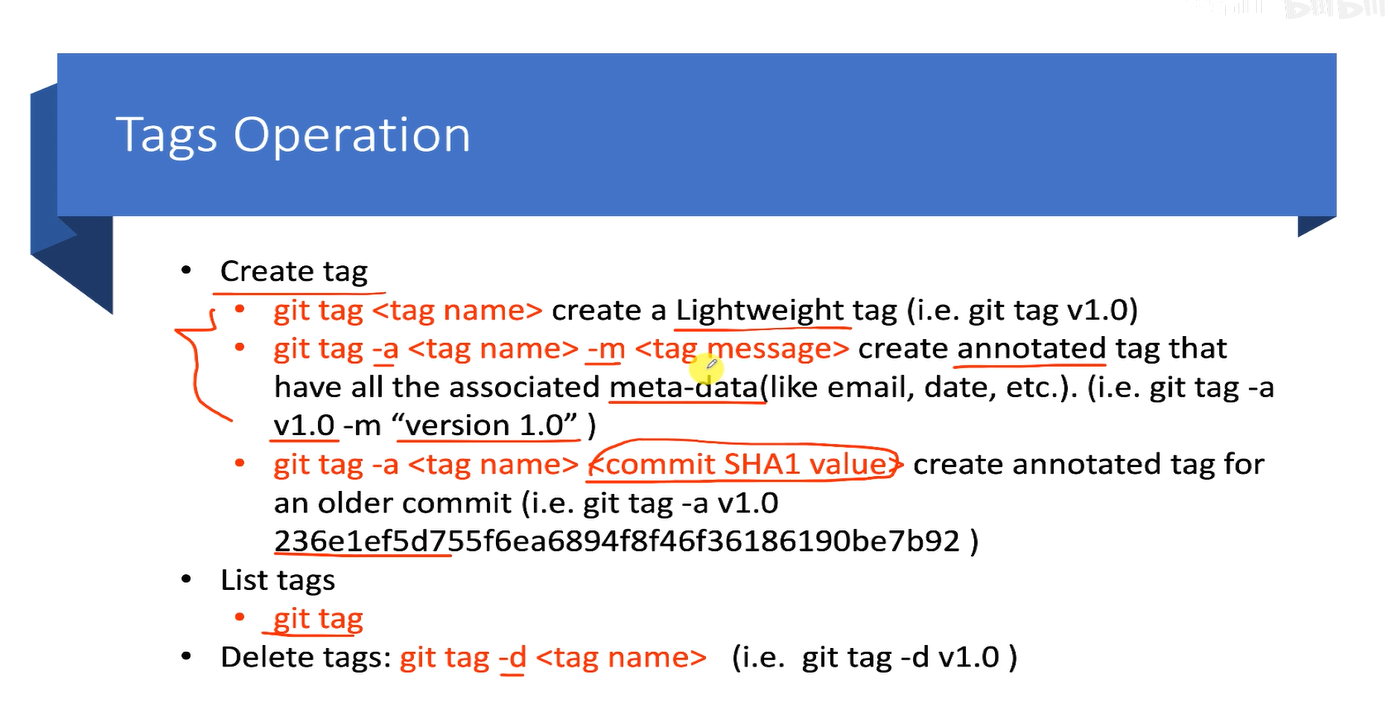 Tags Operation
• Create tag
• git tag <tag name> create a Lightweight tag (i.e. git tag v1.0)
• git tag -a <tag name> -m <tag message> create annotated tag that
have all the associated meta-data(like email, date, etc.). (i.e. git tag -a
v1.0 -m “version 1.0” )
• git tag -a <tag name> <commit SHA1 value> create annotated tag for
an older commit (i.e. git tag -a v1.0
236e1ef5d755f6ea6894f8f46f36186190be7b92 )
• List tags
• git tag
• Delete tags: git tag -d <tag name> (i.e. git tag -d v1.0 )